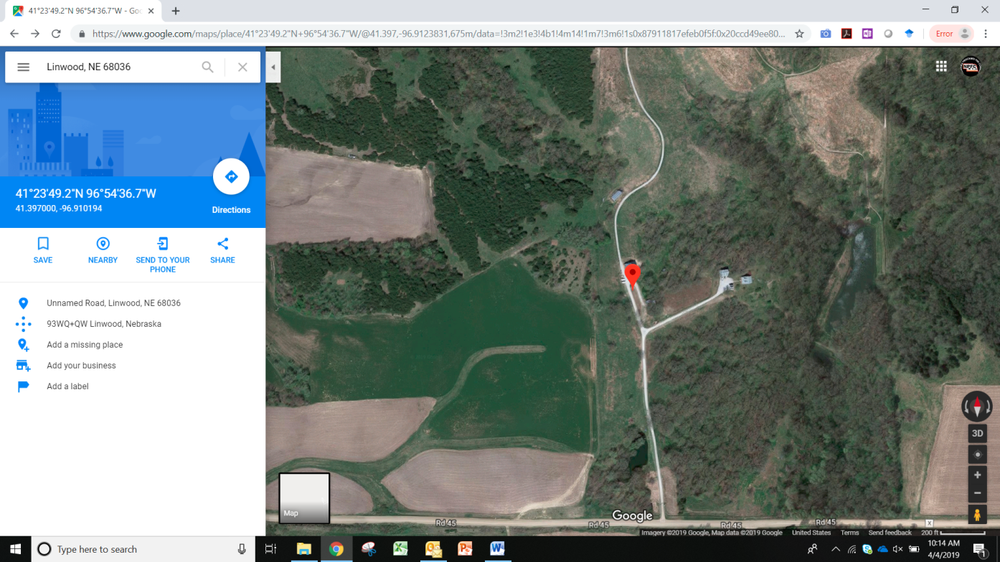 41°23'49.2"N 96°54'36.7"W - Goo
https://www.google.com/maps/place/41°23'49.2"N+96°54'36.7"W/@41.397,-96.9123831,675m/data=!3m2!1e3!4b1!4m14!1m7!3m6!1s0x87911817efeb0f5f:0x20ccd49ee80...
Error
Linwood, NE 68036
41°23'49.2"N 96°54'36.7"W
41.397000, -96.910194
Directions
SAVE
NEARBY
SEND TO YOUR
PHONE
SHARE
Unnamed Road, Linwood, NE 68036
93WQ+QW Linwood, Nebraska
Add a missing place
Add your business
Add a label
3D
Map
Google
Rd 45
Rd 45
Rd 45
Rd 45
Imagery ©2019 Google, Map data ©2019 Google United States Terms Send feedback 200 ft
Type here to search
10:14 AM
4/4/2019
1